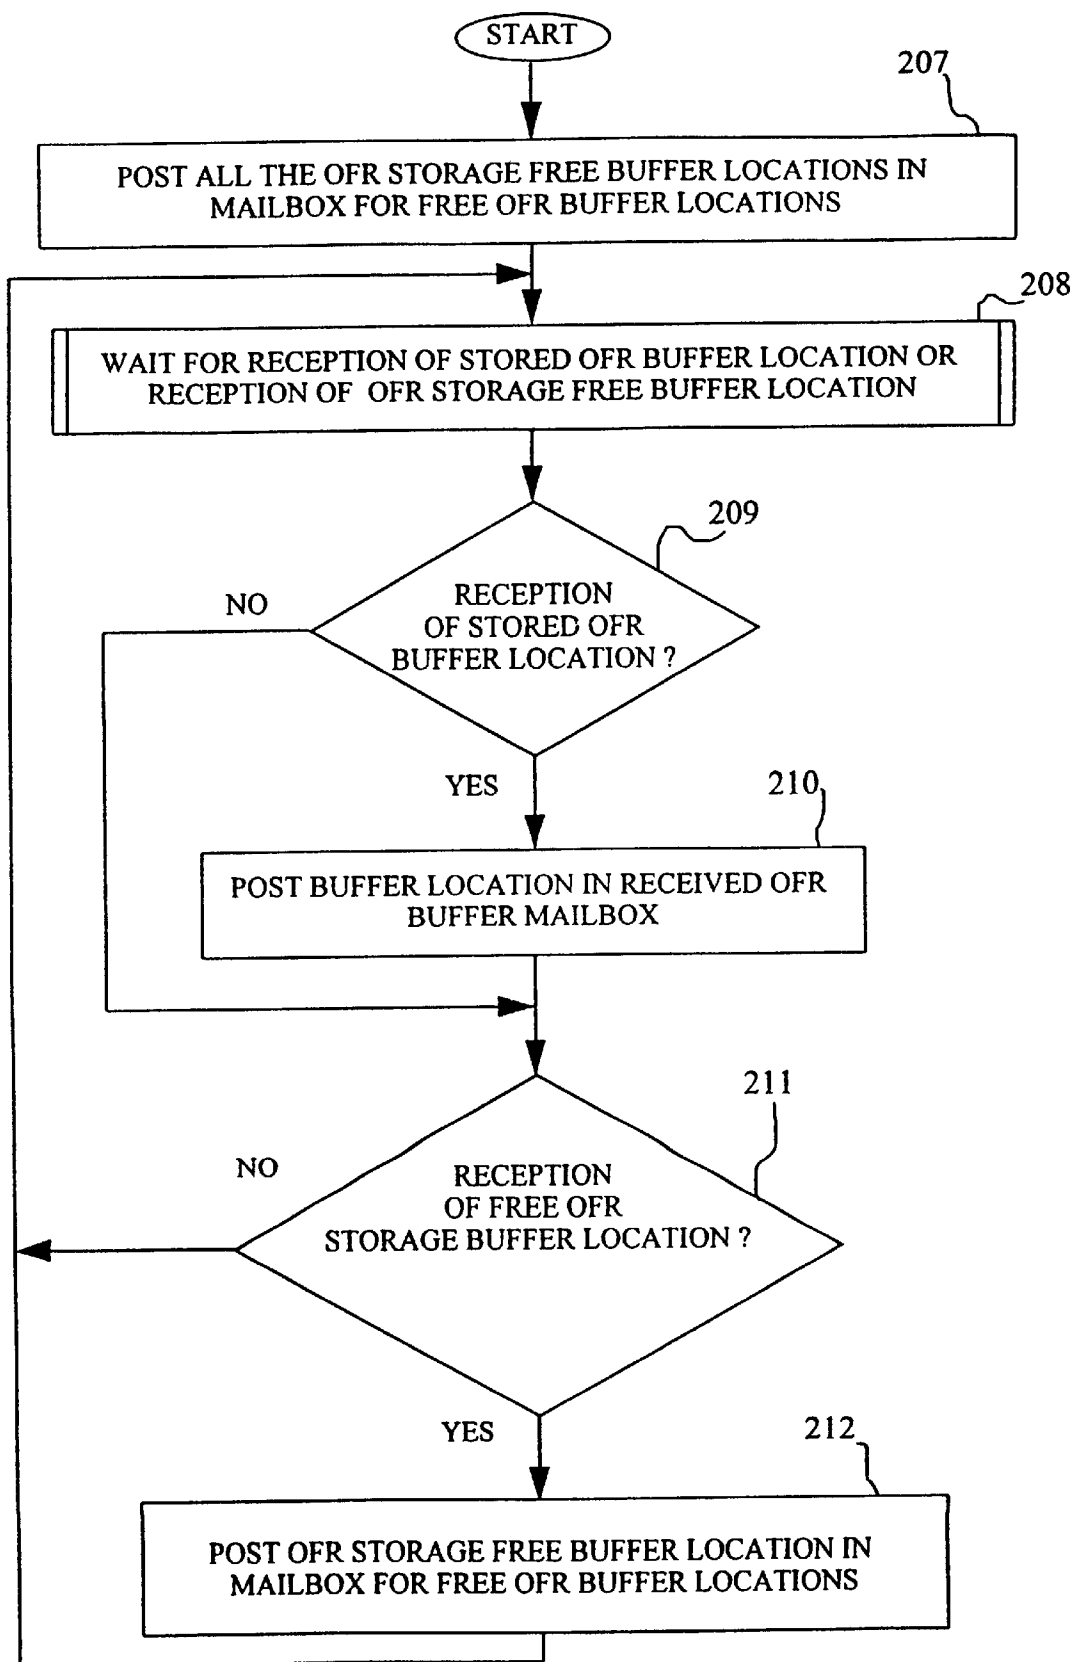 START
207
POST ALL THE OFR STORAGE FREE BUFFER LOCATIONS IN
MAILBOX FOR FREE OFR BUFFER LOCATIONS
208
WAIT FOR RECEPTION OF STORED OFR BUFFER LOCATION OR
RECEPTION OF OFR STORAGE FREE BUFFER LOCATION
209
NO
RECEPTION
OF STORED OFR
BUFFER LOCATION ?
YES
210
POST BUFFER LOCATION IN RECEIVED OFR
BUFFER MAILBOX
211
NO
RECEPTION
OF FREE OFR
STORAGE BUFFER LOCATION ?
YES
212
POST OFR STORAGE FREE BUFFER LOCATION IN
MAILBOX FOR FREE OFR BUFFER LOCATIONS